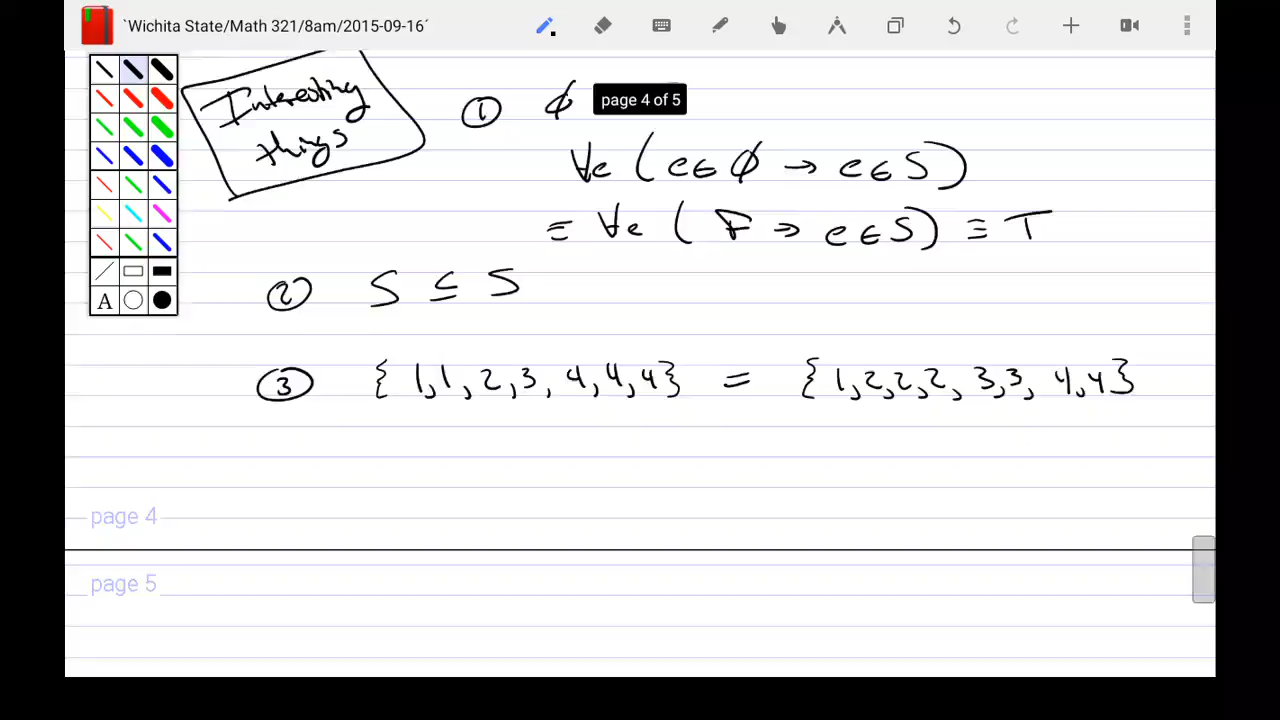 `Wichita State/Math 321/8am/2015-09-16´
Interesting
things
① ∅
page 4 of 5
∀e (e∈∅ → e∈S)
≡ ∀e (F → e∈S) ≡ T
② S ⊆ S
③ {1,1,2,3,4,4,4} = {1,2,2,2,3,3,4,4}
A
page 4
page 5